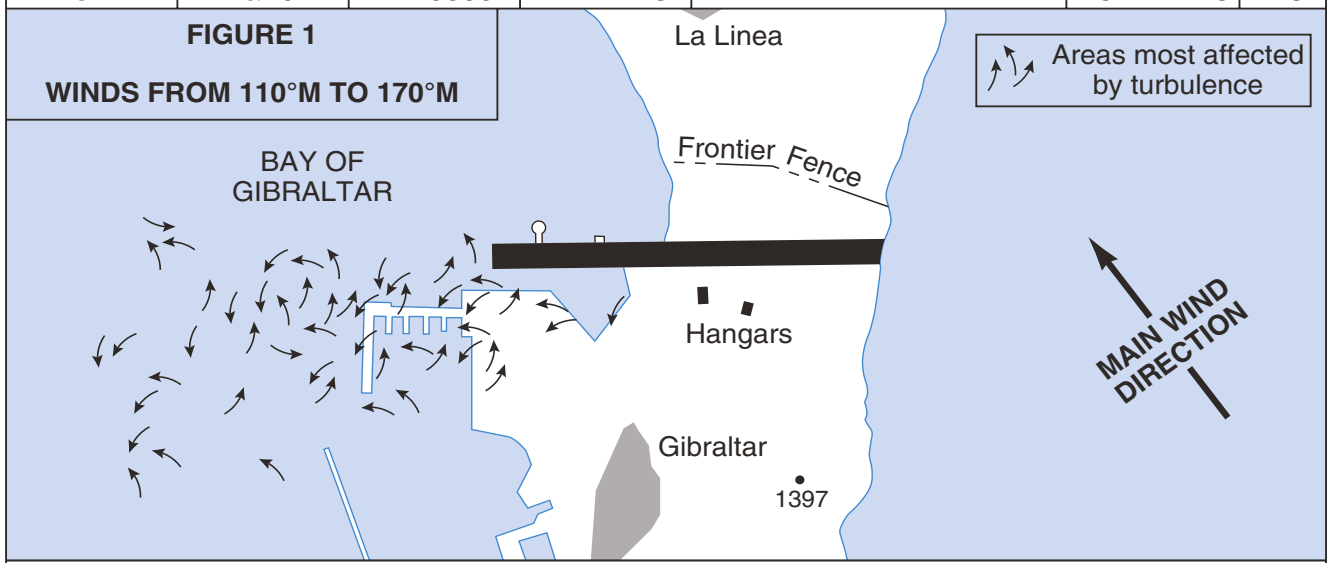 FIGURE 1
WINDS FROM 110°M TO 170°M
La Linea
Areas most affected
by turbulence
BAY OF
GIBRALTAR
Frontier Fence
Hangars
MAIN WIND
DIRECTION
Gibraltar
1397